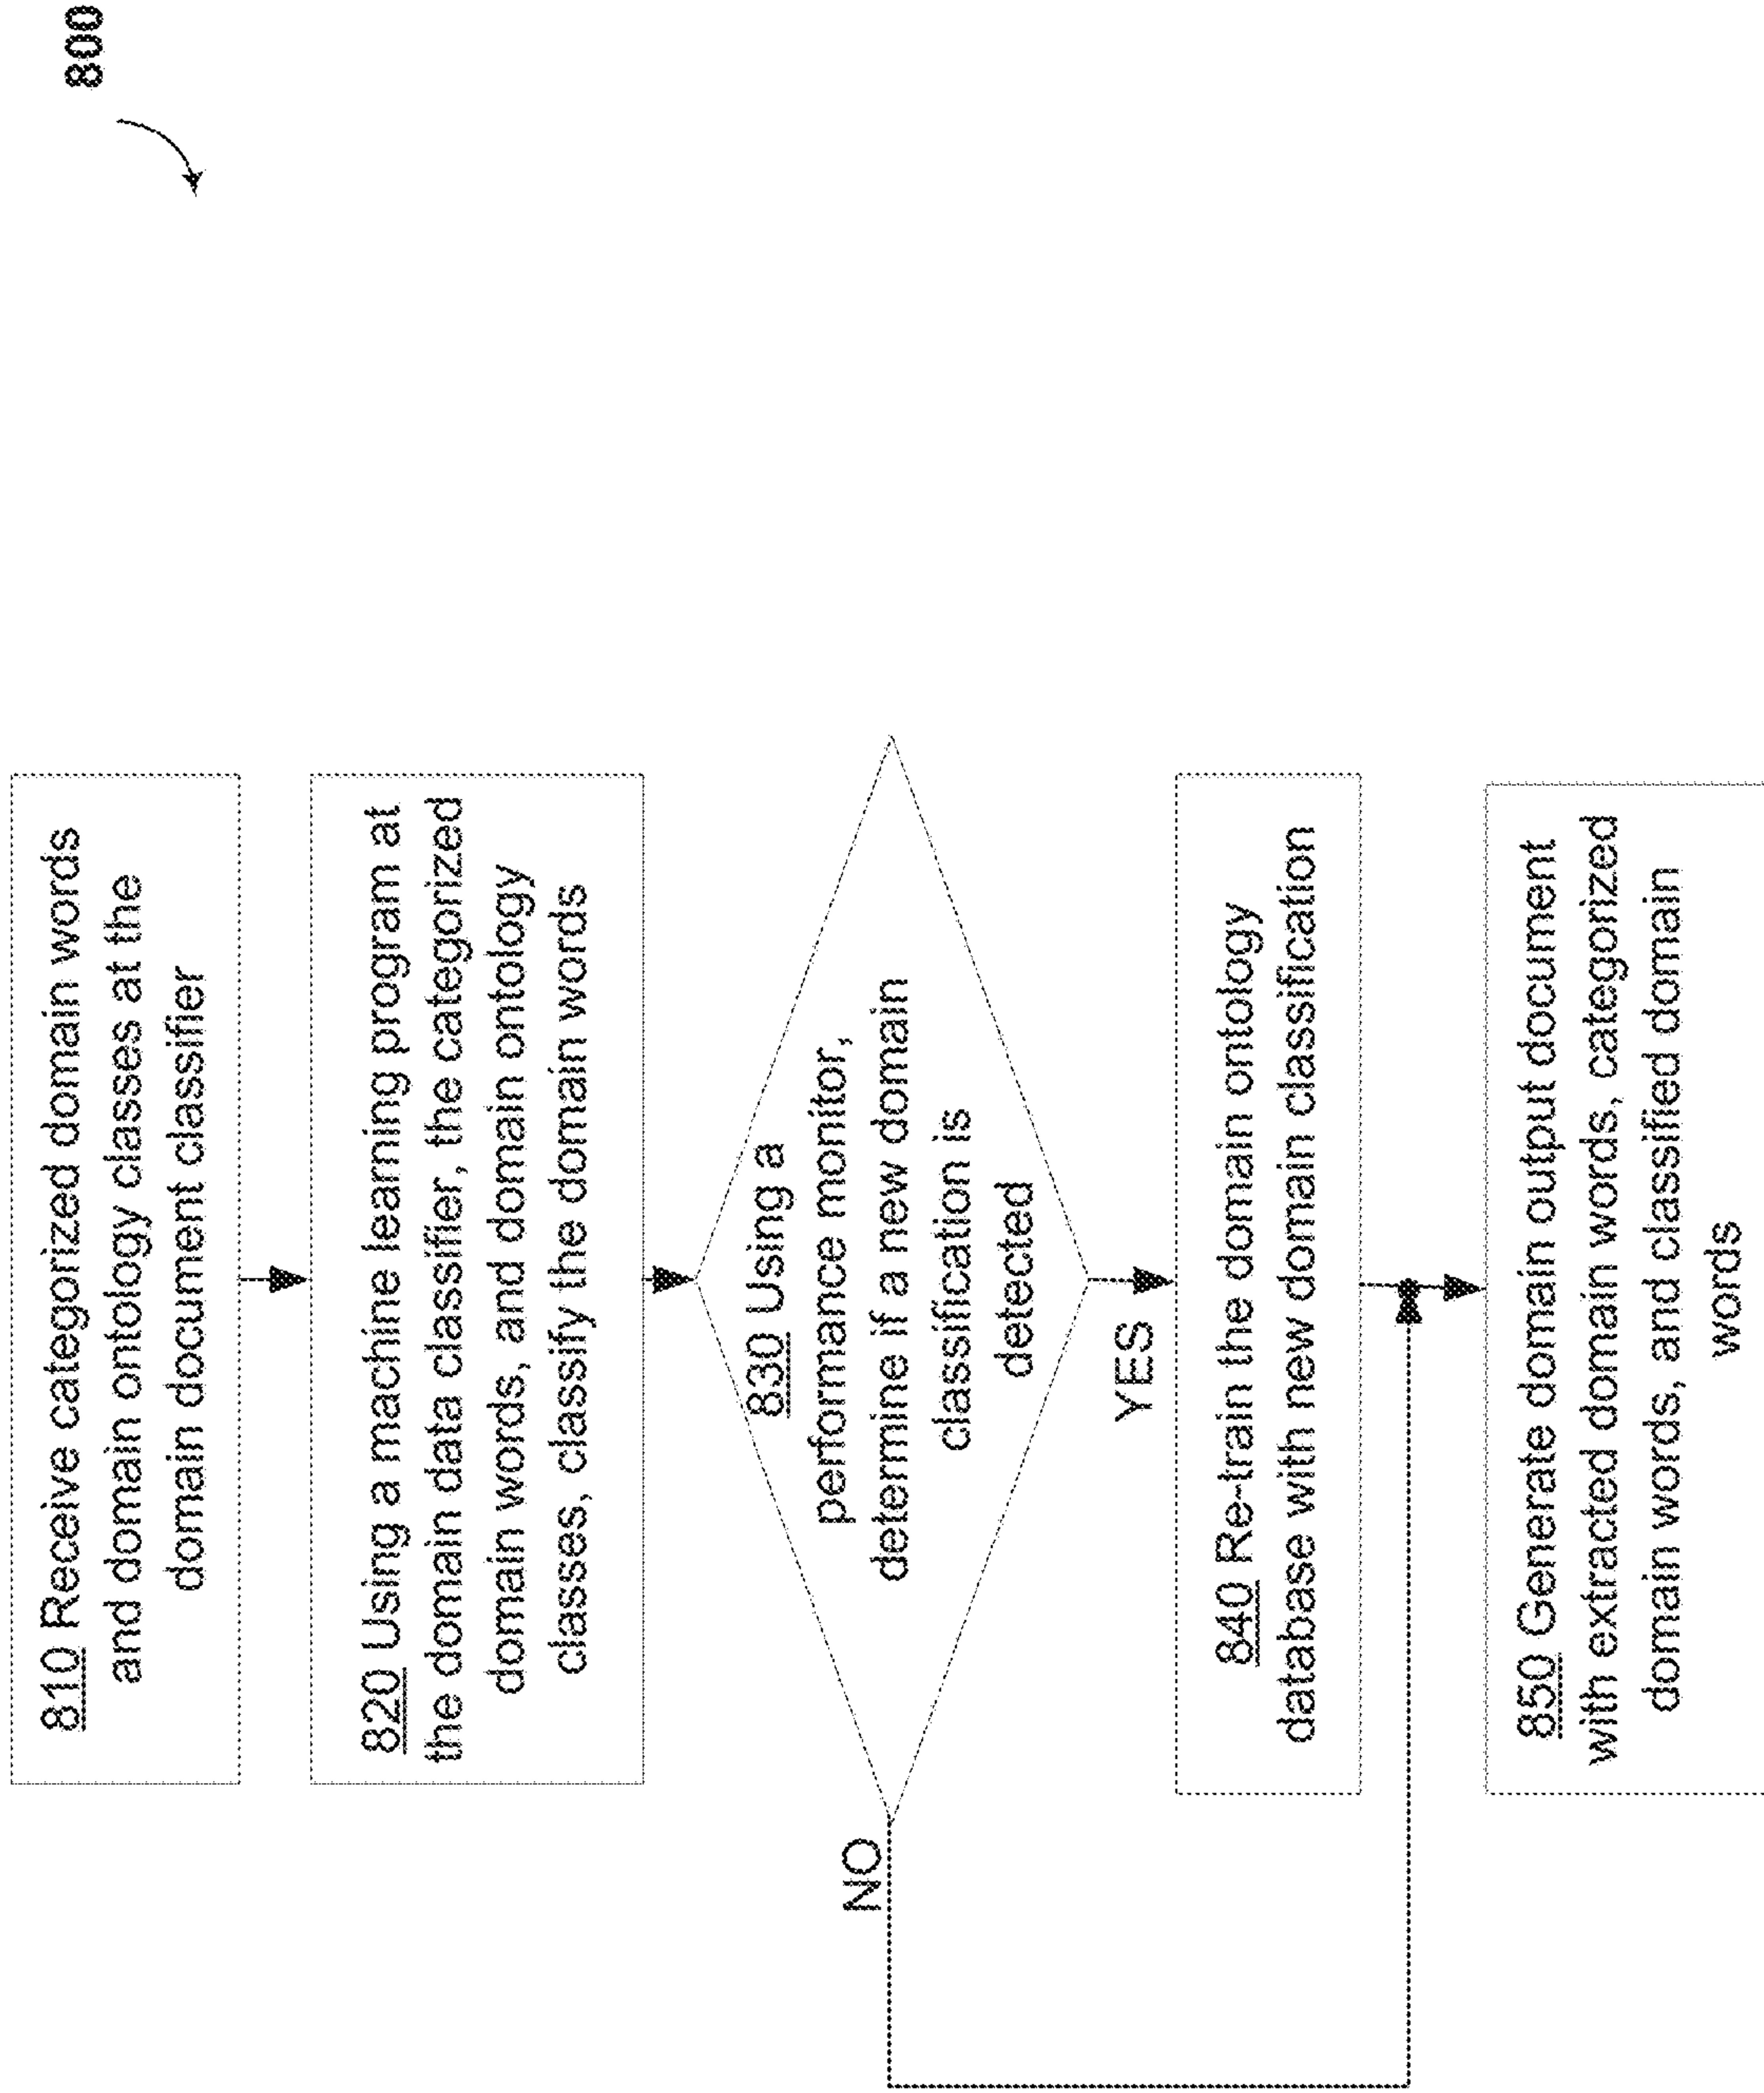 800
810 Receive categorized domain words
and domain ontology classes at the
domain document classifier
820 Using a machine learning program at
the domain data classifier, the categorized
domain words, and domain ontology
classes, classify the domain words
830 Using a
performance monitor,
determine if a new domain
classification is
detected
NO
YES
840 Re-train the domain ontology
database with new domain classification
850 Generate domain output document
with extracted domain words, categorized
domain words, and classified domain
words